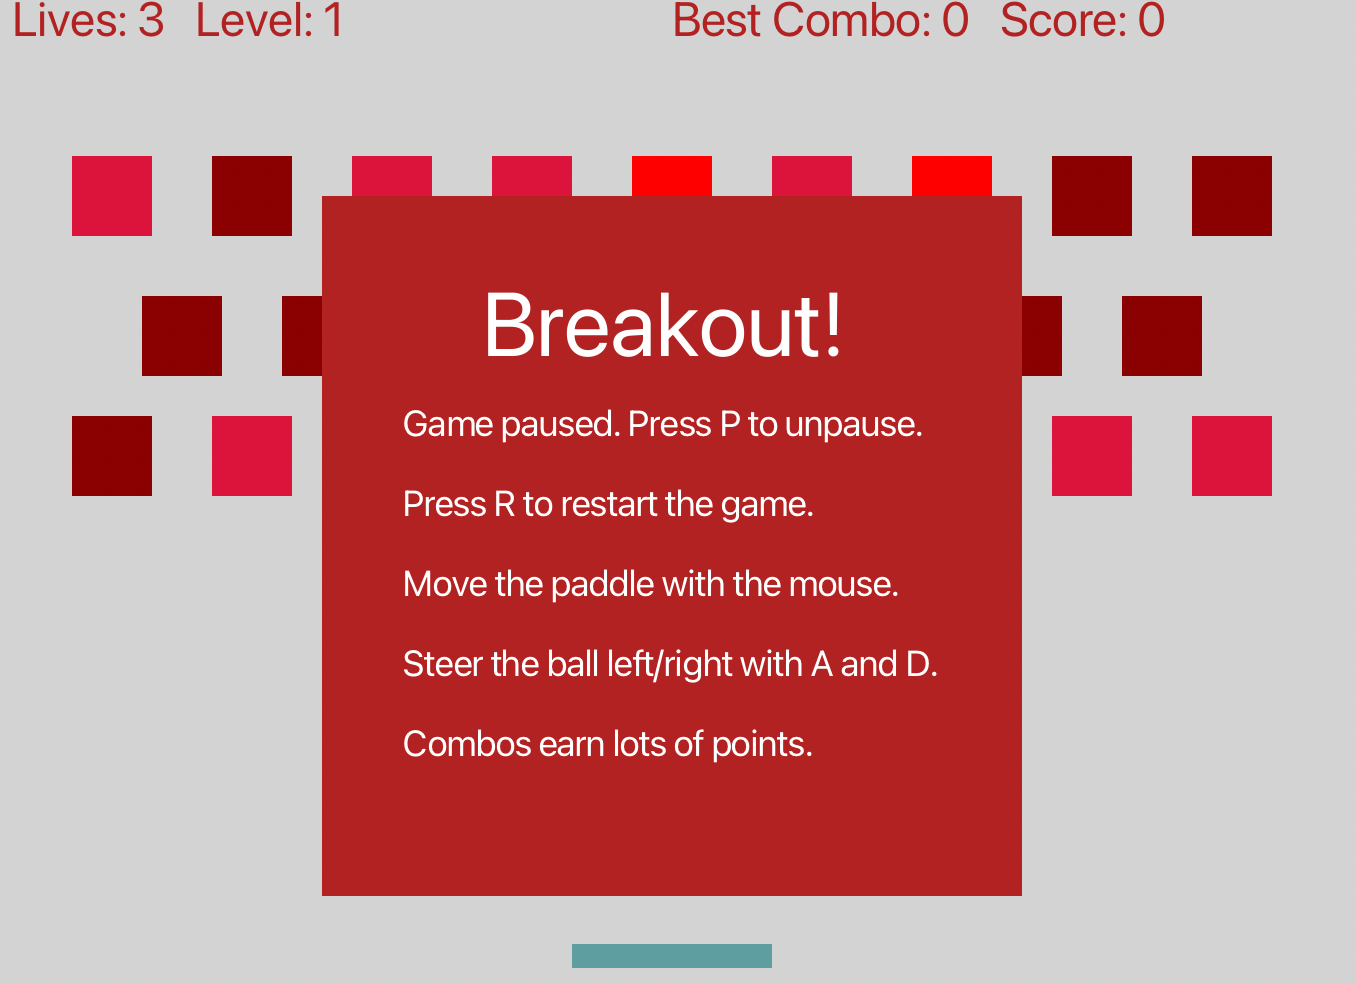 Lives: 3 Level: 1 Best Combo: 0 Score: 0
Breakout!
Game paused. Press P to unpause.
Press R to restart the game.
Move the paddle with the mouse.
Steer the ball left/right with A and D.
Combos earn lots of points.